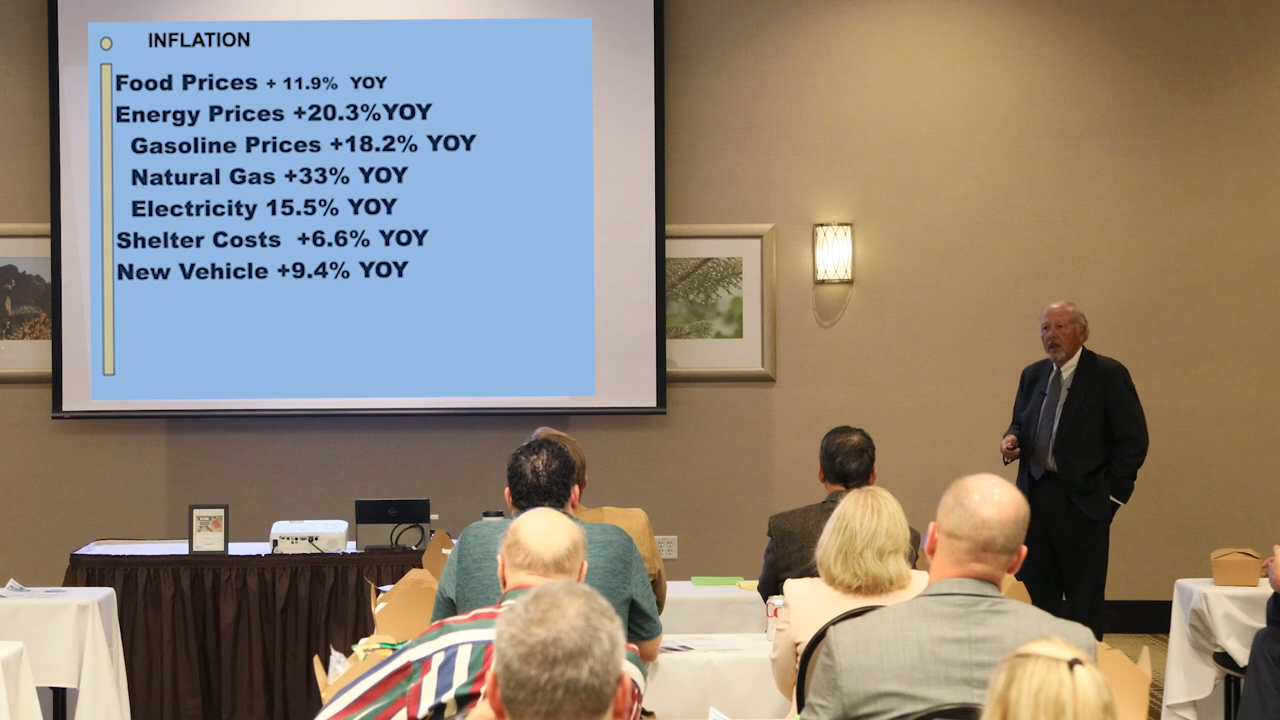 INFLATION
Food Prices + 11.9% YOY
Energy Prices +20.3%YOY
Gasoline Prices +18.2% YOY
Natural Gas +33% YOY
Electricity 15.5% YOY
Shelter Costs +6.6% YOY
New Vehicle +9.4% YOY